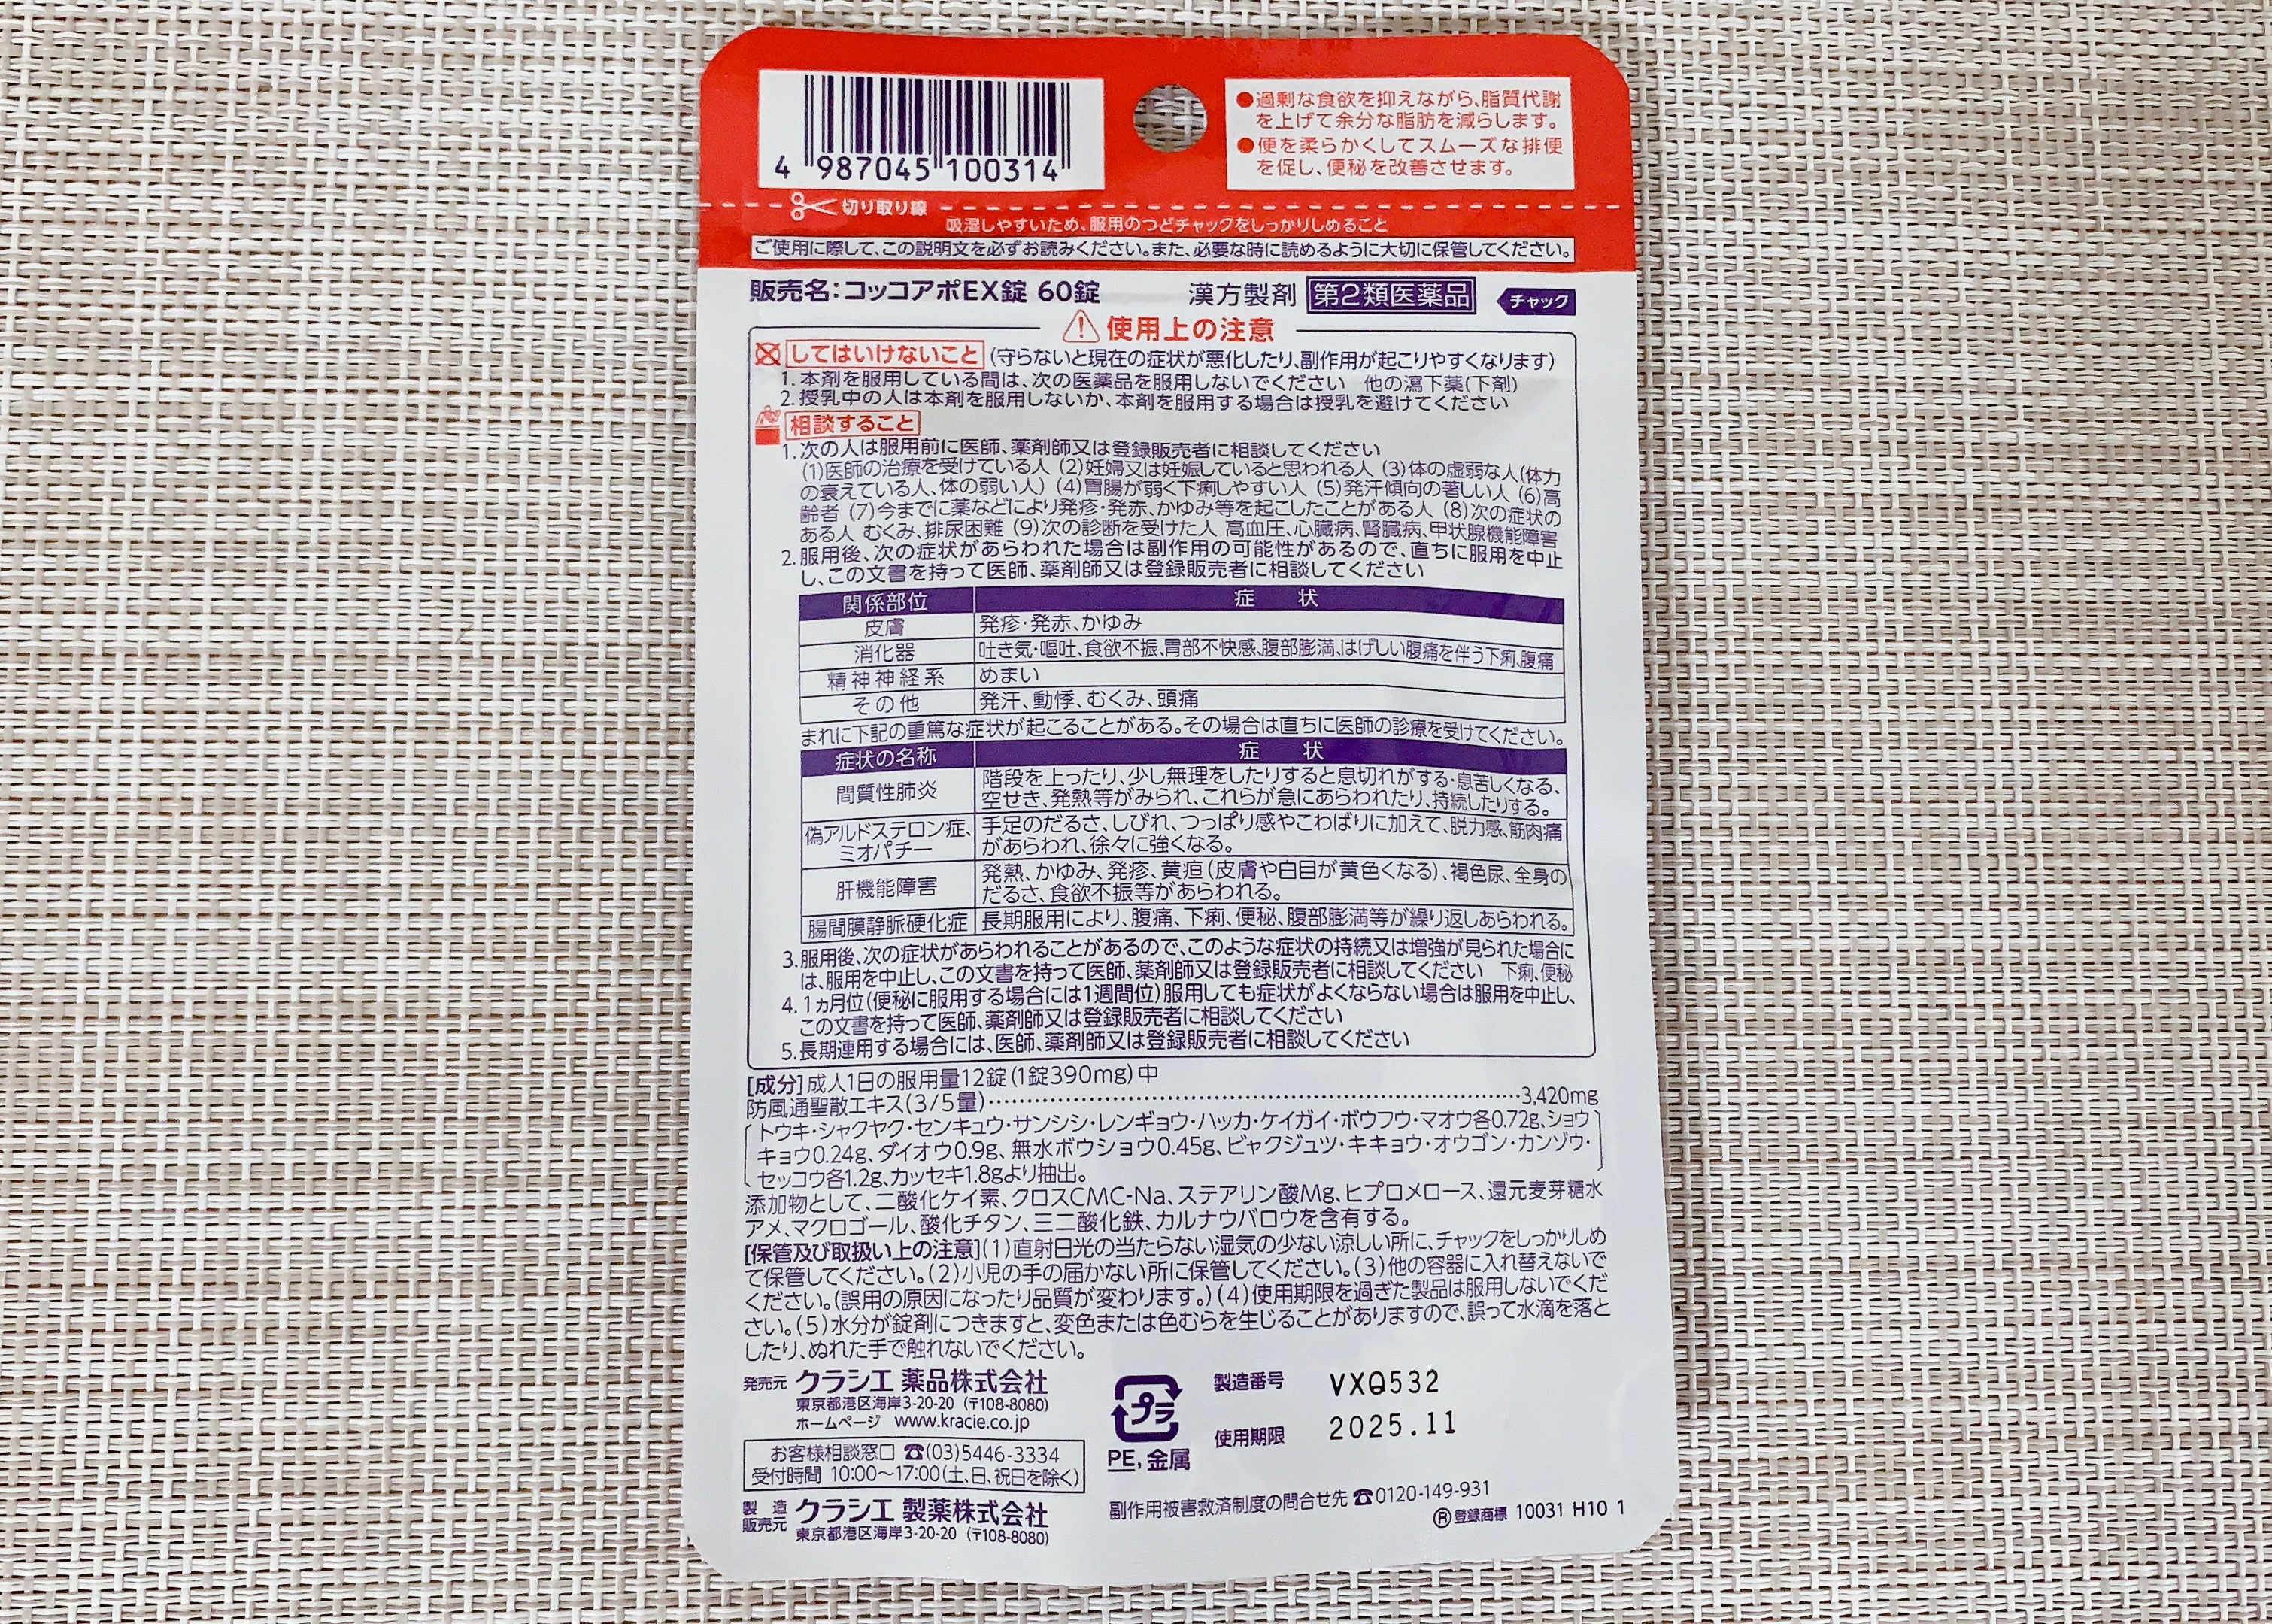 4 987045 100314
●過剰な食欲を抑えながら、脂質代謝
を上げて余分な脂肪を減らします。
●便を柔らかくしてスムーズな排便
を促し、便秘を改善させます。
切り取り線
吸湿しやすいため、服用のつどチャックをしっかりしめること
ご使用に際して、この説明文を必ずお読みください。また、必要な時に読めるように大切に保管してください。
販売名：コッコアポEX錠 60錠 漢方製剤 第2類医薬品 チャック
使用上の注意
してはいけないこと (守らないと現在の症状が悪化したり、副作用が起こりやすくなります)
1. 本剤を服用している間は、次の医薬品を服用しないでください 他の瀉下薬(下剤)
2. 授乳中の人は本剤を服用しないか、本剤を服用する場合は授乳を避けてください
相談すること
1. 次の人は服用前に医師、薬剤師又は登録販売者に相談してください
(1)医師の治療を受けている人 (2)妊婦又は妊娠していると思われる人 (3)体の虚弱な人(体力
の衰えている人、体の弱い人) (4)胃腸が弱く下痢しやすい人 (5)発汗傾向の著しい人 (6)高
齢者 (7)今までに薬などにより発疹・発赤、かゆみ等を起こしたことがある人 (8)次の症状の
ある人 むくみ、排尿困難 (9)次の診断を受けた人 高血圧、心臓病、腎臓病、甲状腺機能障害
2. 服用後、次の症状があらわれた場合は副作用の可能性があるので、直ちに服用を中止
し、この文書を持って医師、薬剤師又は登録販売者に相談してください
関係部位 症 状
皮膚 発疹・発赤、かゆみ
消化器 吐き気・嘔吐、食欲不振、胃部不快感、腹部膨満、はげしい腹痛を伴う下痢、腹痛
精神神経系 めまい
その他 発汗、動悸、むくみ、頭痛
まれに下記の重篤な症状が起こることがある。その場合は直ちに医師の診療を受けてください。
症状の名称 症 状
間質性肺炎 階段を上ったり、少し無理をしたりすると息切れがする・息苦しくなる、
空せき、発熱等がみられ、これらが急にあらわれたり、持続したりする。
偽アルドステロン症、 手足のだるさ、しびれ、つっぱり感やこわばりに加えて、脱力感、筋肉痛
ミオパチー があらわれ、徐々に強くなる。
肝機能障害 発熱、かゆみ、発疹、黄疸(皮膚や白目が黄色くなる)、褐色尿、全身の
だるさ、食欲不振等があらわれる。
腸間膜静脈硬化症 長期服用により、腹痛、下痢、便秘、腹部膨満等が繰り返しあらわれる。
3. 服用後、次の症状があらわれることがあるので、このような症状の持続又は増強が見られた場合に
は、服用を中止し、この文書を持って医師、薬剤師又は登録販売者に相談してください 下痢、便秘
4. 1ヵ月位(便秘に服用する場合には1週間位)服用しても症状がよくならない場合は服用を中止し、
この文書を持って医師、薬剤師又は登録販売者に相談してください
5. 長期連用する場合には、医師、薬剤師又は登録販売者に相談してください
[成分]成人1日の服用量12錠(1錠390mg)中
防風通聖散エキス(3/5量)……………………………………3,420mg
トウキ・シャクヤク・センキュウ・サンシシ・レンギョウ・ハッカ・ケイガイ・ボウフウ・マオウ各0.72g、ショウ
キョウ0.24g、ダイオウ0.9g、無水ボウショウ0.45g、ビャクジュツ・キキョウ・オウゴン・カンゾウ・
セッコウ各1.2g、カッセキ1.8gより抽出。
添加物として、二酸化ケイ素、クロスCMC-Na、ステアリン酸Mg、ヒプロメロース、還元麦芽糖水
アメ、マクロゴール、酸化チタン、三二酸化鉄、カルナウバロウを含有する。
[保管及び取扱い上の注意](1)直射日光の当たらない湿気の少ない涼しい所に、チャックをしっかりしめ
て保管してください。(2)小児の手の届かない所に保管してください。(3)他の容器に入れ替えないで
ください。(誤用の原因になったり品質が変わります。)(4)使用期限を過ぎた製品は服用しないでくだ
さい。(5)水分が錠剤につきますと、変色または色むらを生じることがありますので、誤って水滴を落と
したり、ぬれた手で触れないでください。
発売元 クラシエ 薬品株式会社
東京都港区海岸3-20-20 (〒108-8080)
ホームページ www.kracie.co.jp
お客様相談窓口 ☎(03)5446-3334
受付時間 10:00〜17:00(土、日、祝日を除く)
製造販売元 クラシエ 製薬株式会社
東京都港区海岸3-20-20 (〒108-8080)
プラ
PE, 金属
製造番号 VXQ532
使用期限 2025.11
副作用被害救済制度の問合せ先 ☎0120-149-931
Ⓡ登録商標 10031 H10 1